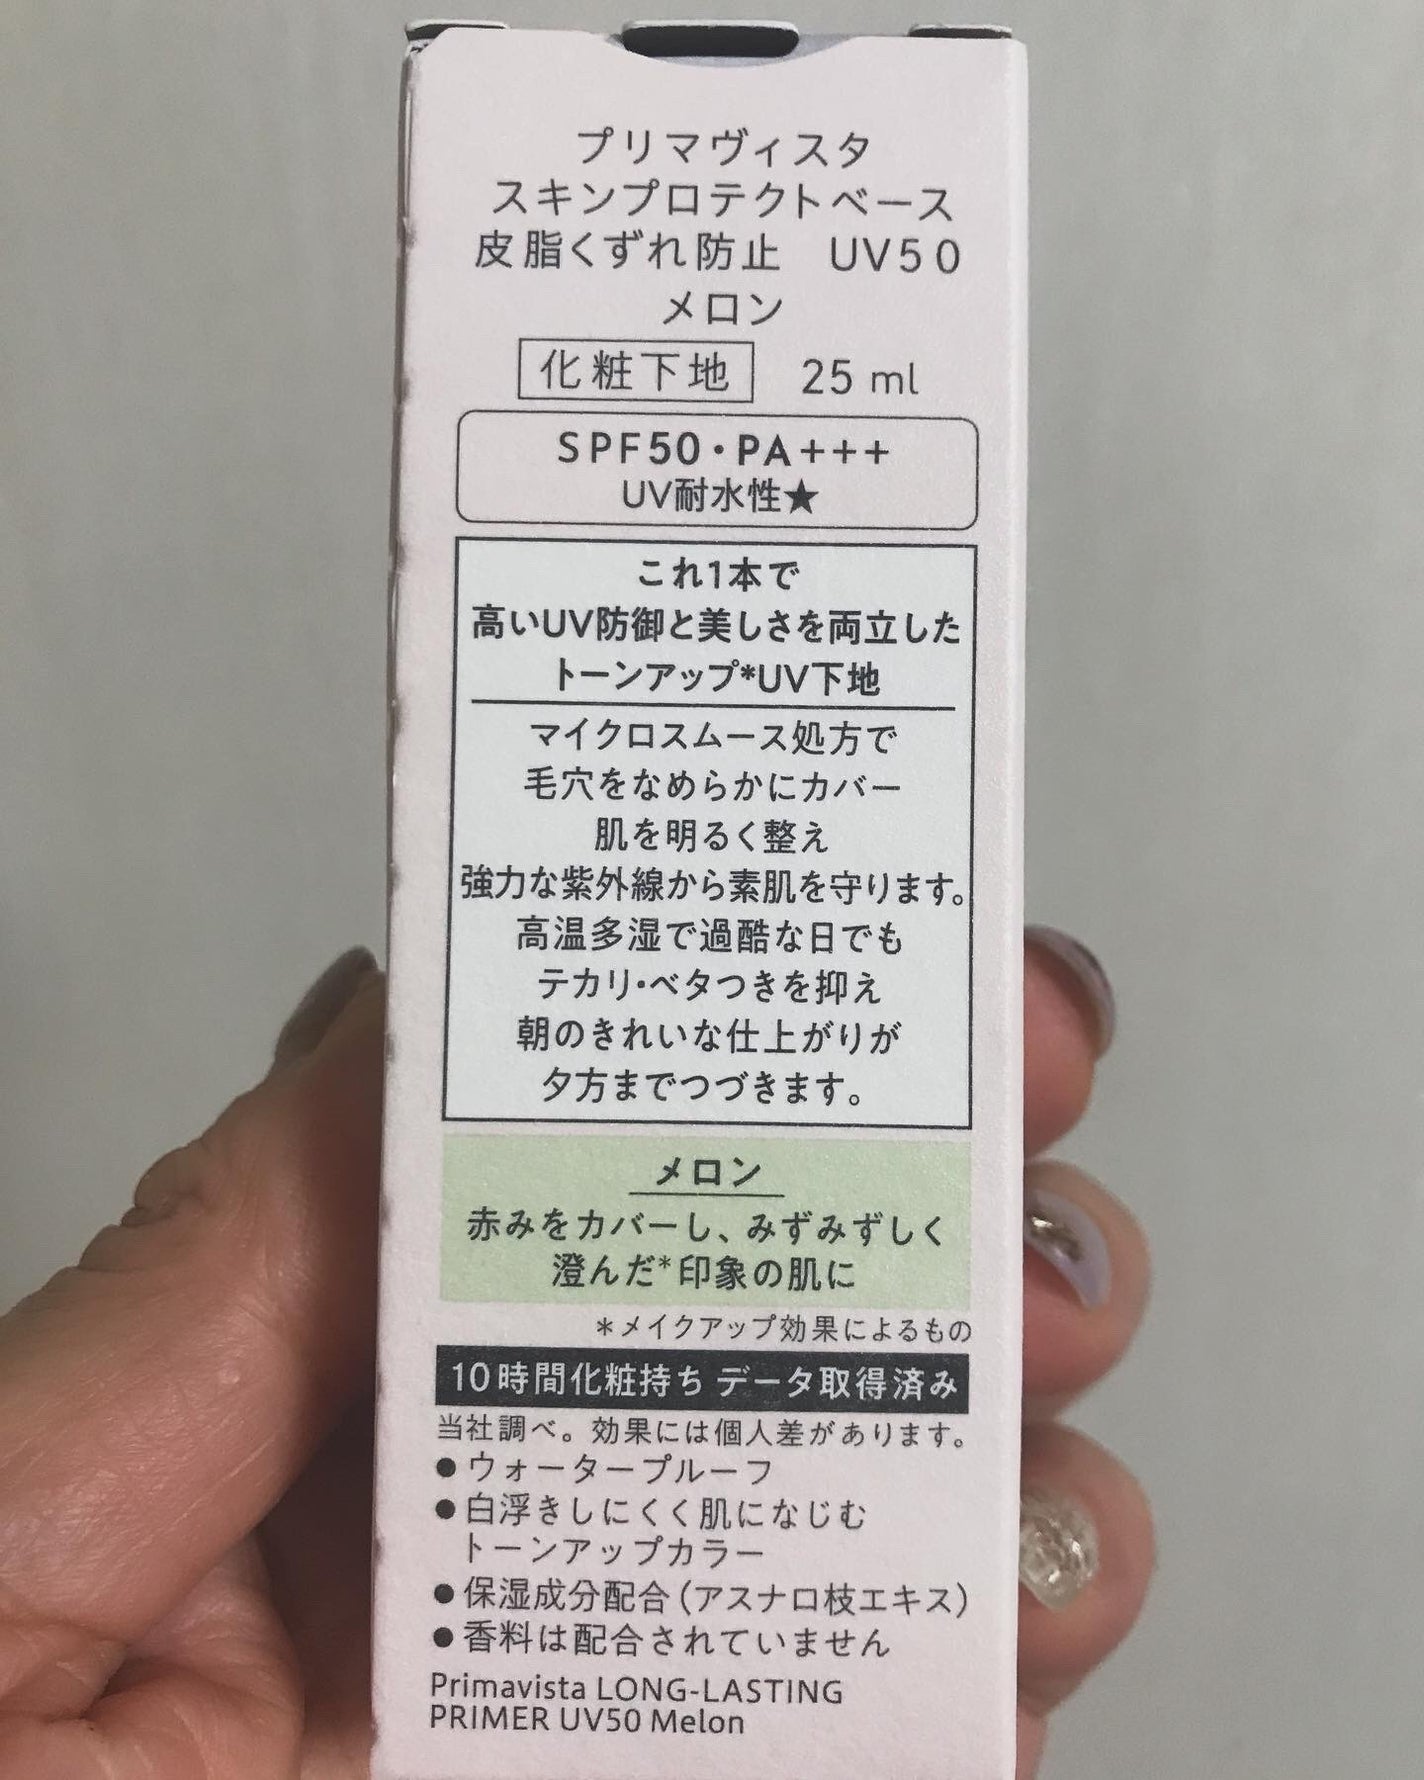 プリマヴィスタ
スキンプロテクトベース
皮脂くずれ防止 UV50
メロン
化粧下地 25 ml
SPF50・PA+++
UV耐水性★
これ1本で
高いUV防御と美しさを両立した
トーンアップ*UV下地
マイクロスムース処方で
毛穴をなめらかにカバー
肌を明るく整え
強力な紫外線から素肌を守ります。
高温多湿で過酷な日でも
テカリ・ベタつきを抑え
朝のきれいな仕上がりが
夕方までつづきます。
メロン
赤みをカバーし、みずみずしく
澄んだ*印象の肌に
*メイクアップ効果によるもの
10時間化粧持ち データ取得済み
当社調べ。効果には個人差があります。
●ウォータープルーフ
●白浮きしにくく肌になじむ
トーンアップカラー
●保湿成分配合(アスナロ枝エキス)
●香料は配合されていません
Primavista LONG-LASTING
PRIMER UV50 Melon